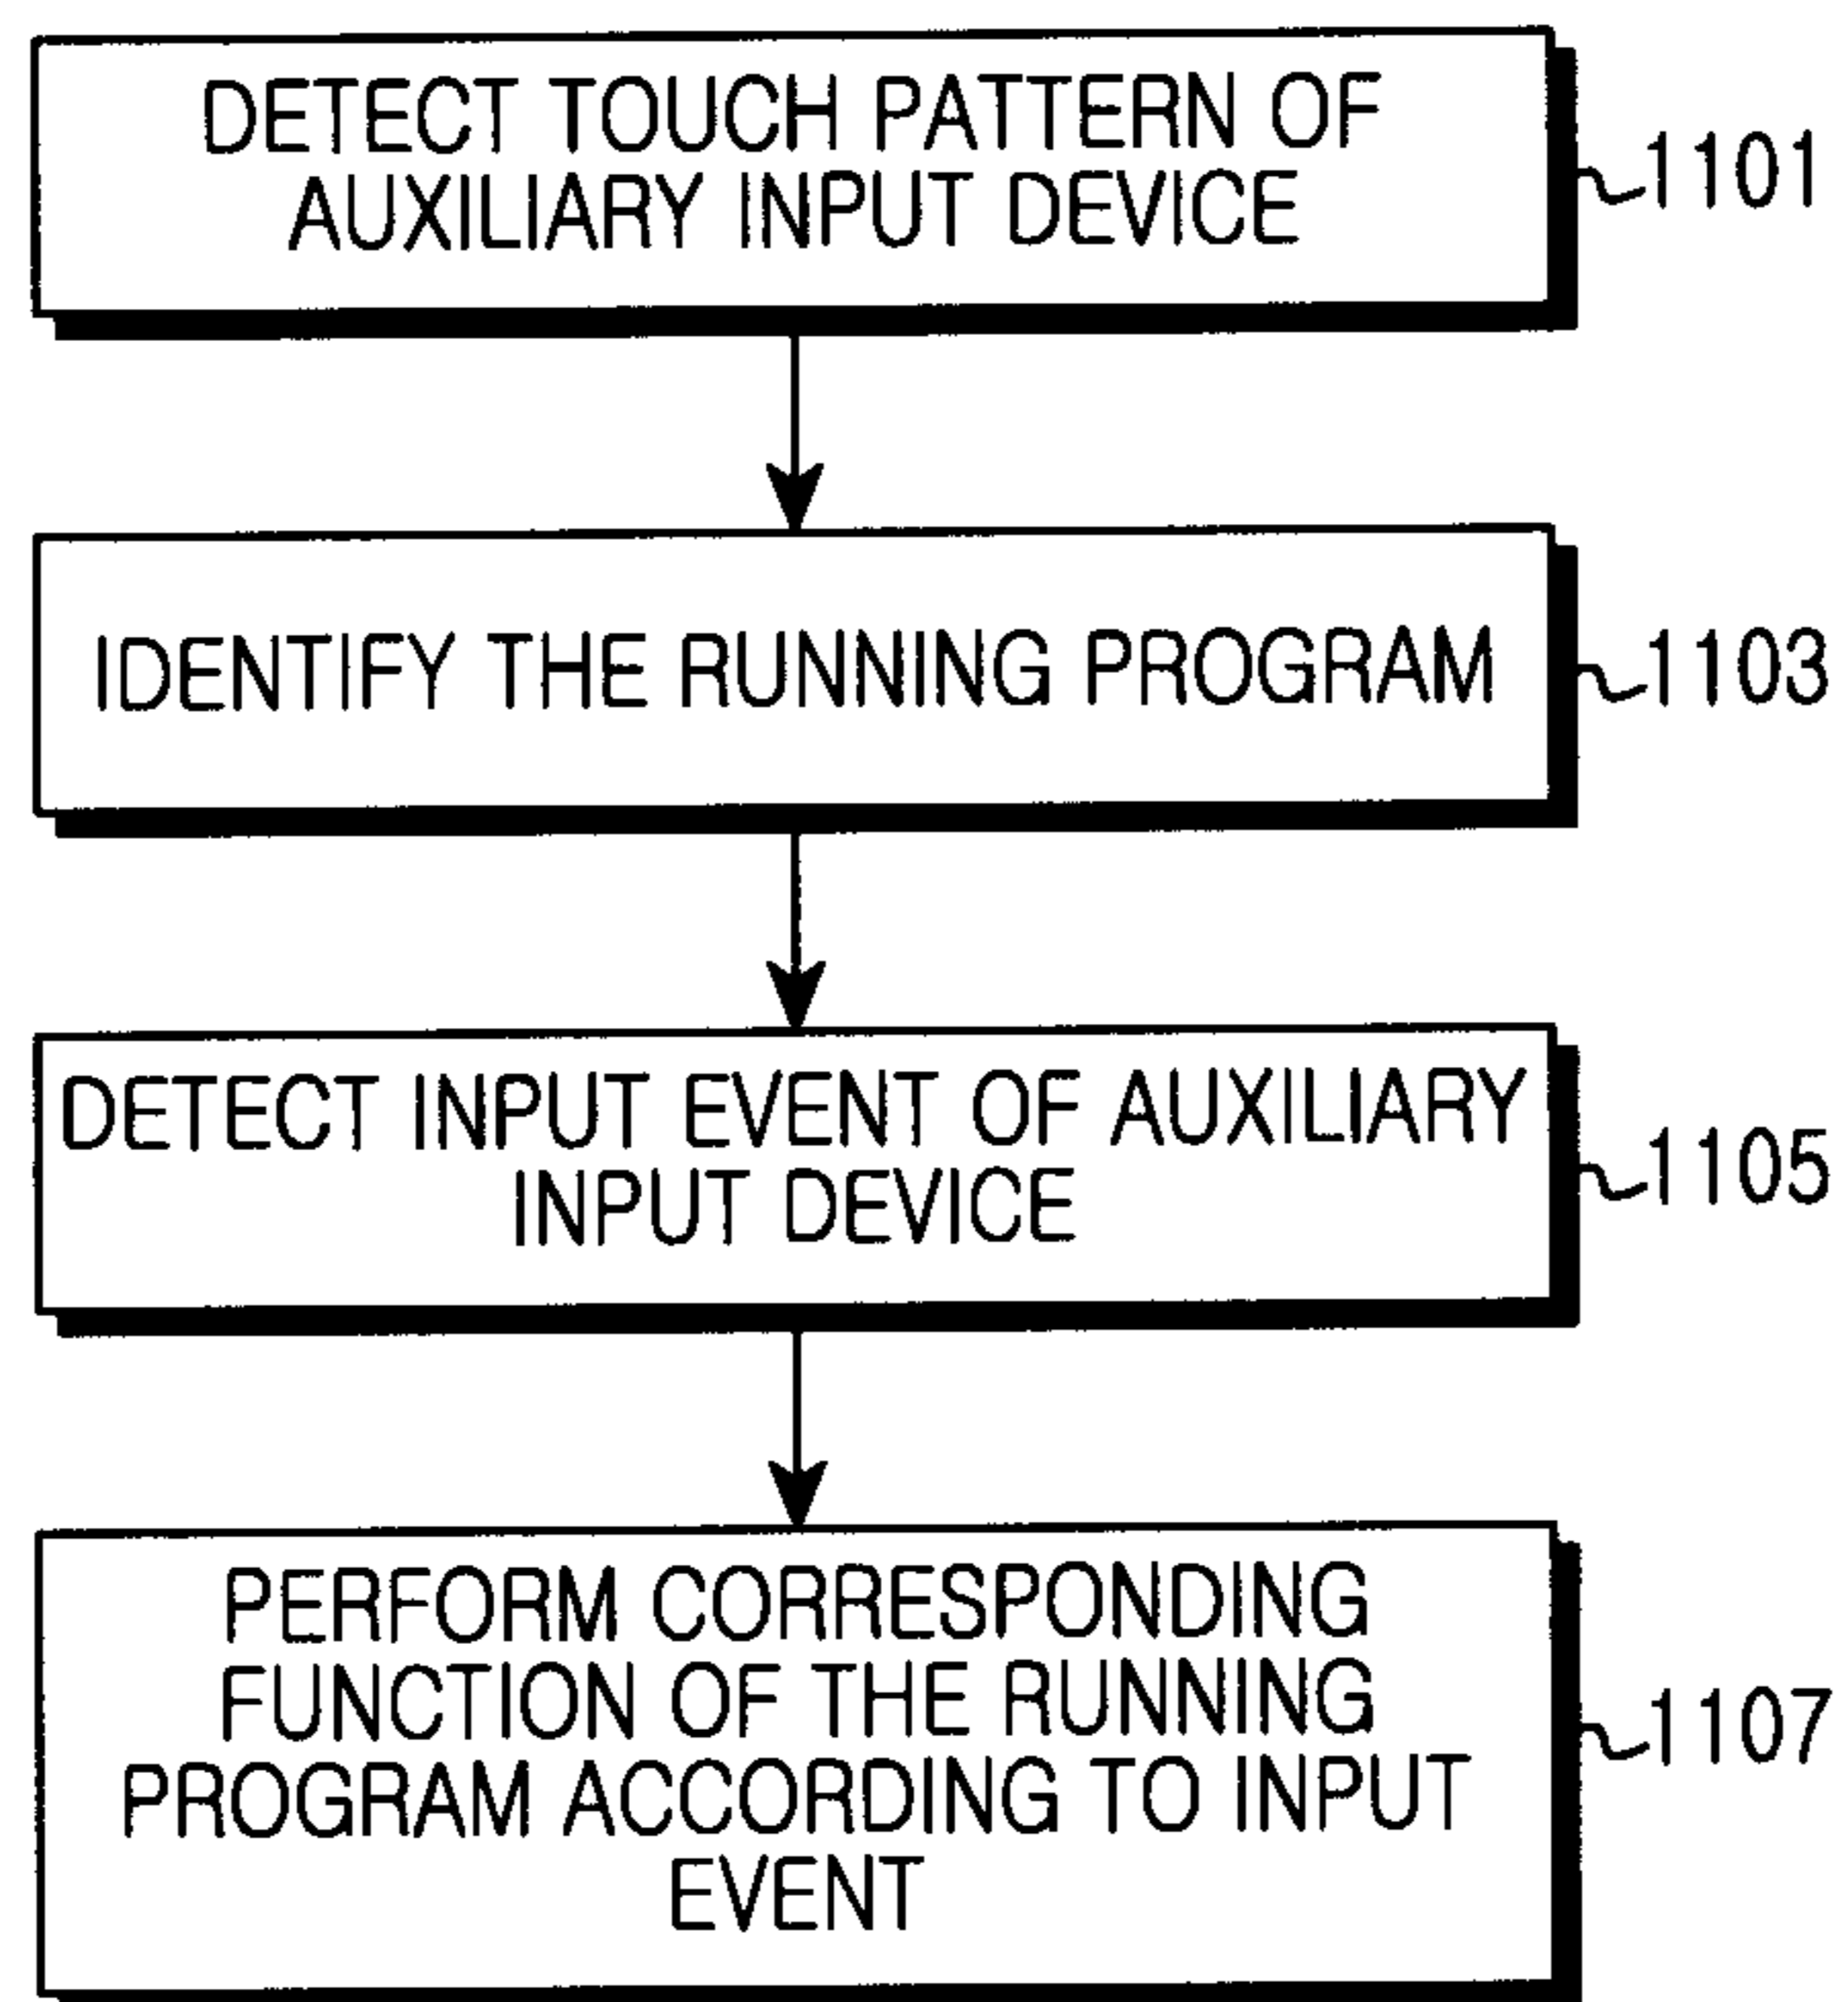 DETECT TOUCH PATTERN OF
AUXILIARY INPUT DEVICE
1101
IDENTIFY THE RUNNING PROGRAM
1103
DETECT INPUT EVENT OF AUXILIARY
INPUT DEVICE
1105
PERFORM CORRESPONDING
FUNCTION OF THE RUNNING
PROGRAM ACCORDING TO INPUT
EVENT
1107